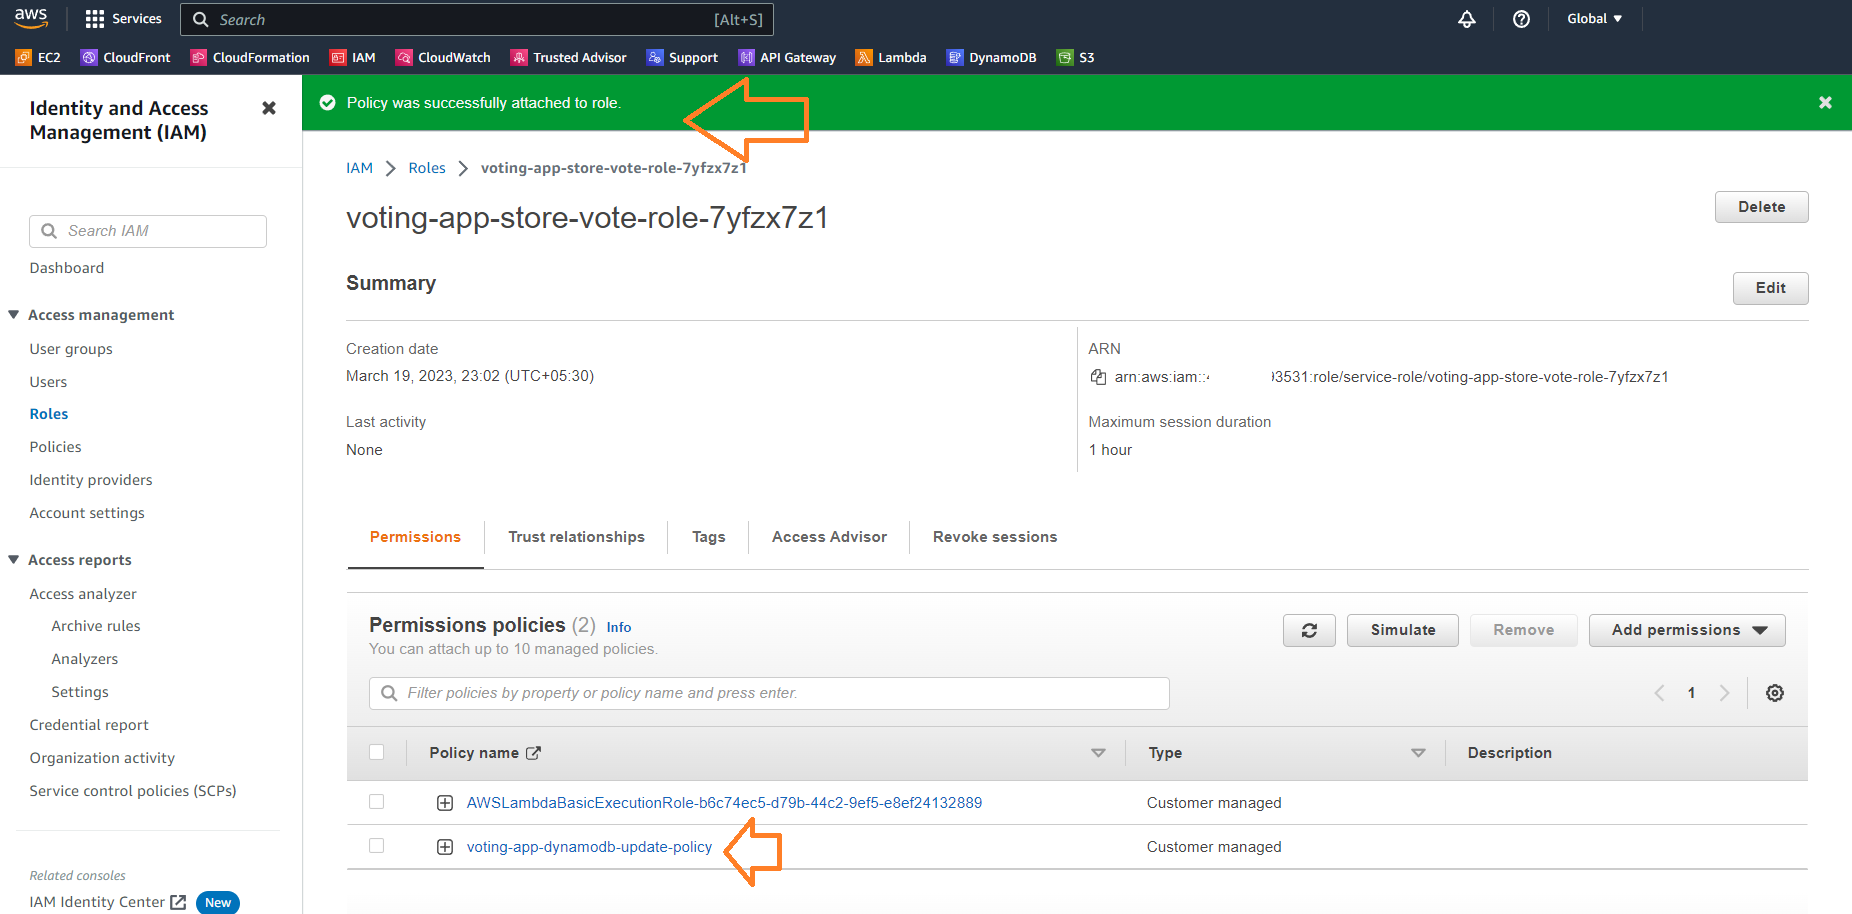 aws Services Search [Alt+S] Global
EC2 CloudFront CloudFormation IAM CloudWatch Trusted Advisor Support API Gateway Lambda DynamoDB S3
Identity and Access
Management (IAM)
Search IAM
Dashboard
Access management
User groups
Users
Roles
Policies
Identity providers
Account settings
Access reports
Access analyzer
Archive rules
Analyzers
Settings
Credential report
Organization activity
Service control policies (SCPs)
Related consoles
IAM Identity Center New
Policy was successfully attached to role.
IAM Roles voting-app-store-vote-role-7yfzx7z1
voting-app-store-vote-role-7yfzx7z1
Delete
Summary
Edit
Creation date
March 19, 2023, 23:02 (UTC+05:30)
ARN
arn:aws:iam:: 3531:role/service-role/voting-app-store-vote-role-7yfzx7z1
Last activity
None
Maximum session duration
1 hour
Permissions Trust relationships Tags Access Advisor Revoke sessions
Permissions policies (2) Info
You can attach up to 10 managed policies.
Simulate Remove Add permissions
Filter policies by property or policy name and press enter.
1
Policy name Type Description
AWSLambdaBasicExecutionRole-b6c74ec5-d79b-44c2-9ef5-e8ef24132889 Customer managed
voting-app-dynamodb-update-policy Customer managed